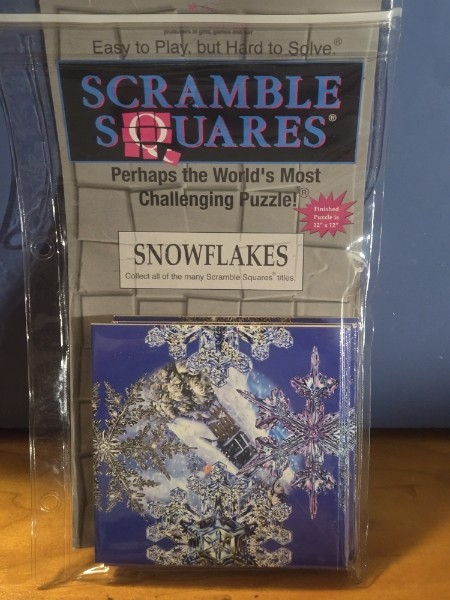 Easy to Play, but Hard to Solve.®
SCRAMBLE
SQUARES®
Perhaps the World's Most
Challenging Puzzle!®
Finished
Puzzle is
12" x 12"
SNOWFLAKES
Collect all of the many Scramble Squares® titles.